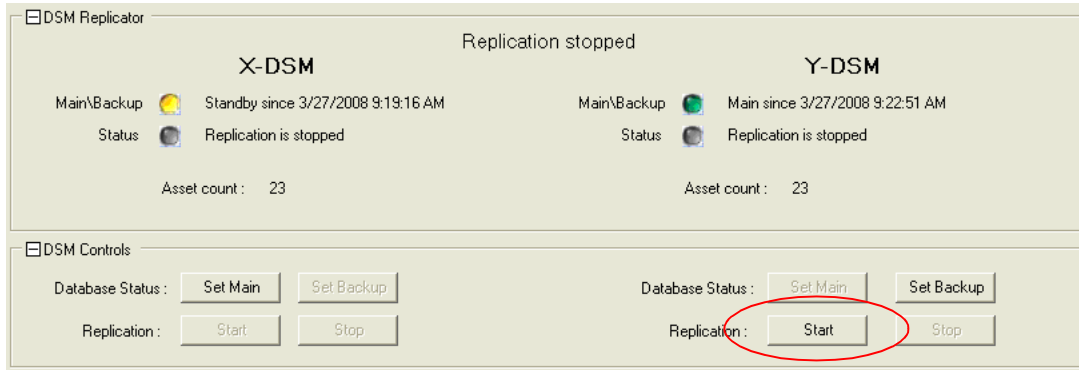 DSM Replicator
Replication stopped
X-DSM Y-DSM
Main\Backup Standby since 3/27/2008 9:19:16 AM Main\Backup Main since 3/27/2008 9:22:51 AM
Status Replication is stopped Status Replication is stopped
Asset count : 23 Asset count : 23
DSM Controls
Database Status : Set Main Set Backup Database Status : Set Main Set Backup
Replication : Start Stop Replication : Start Stop